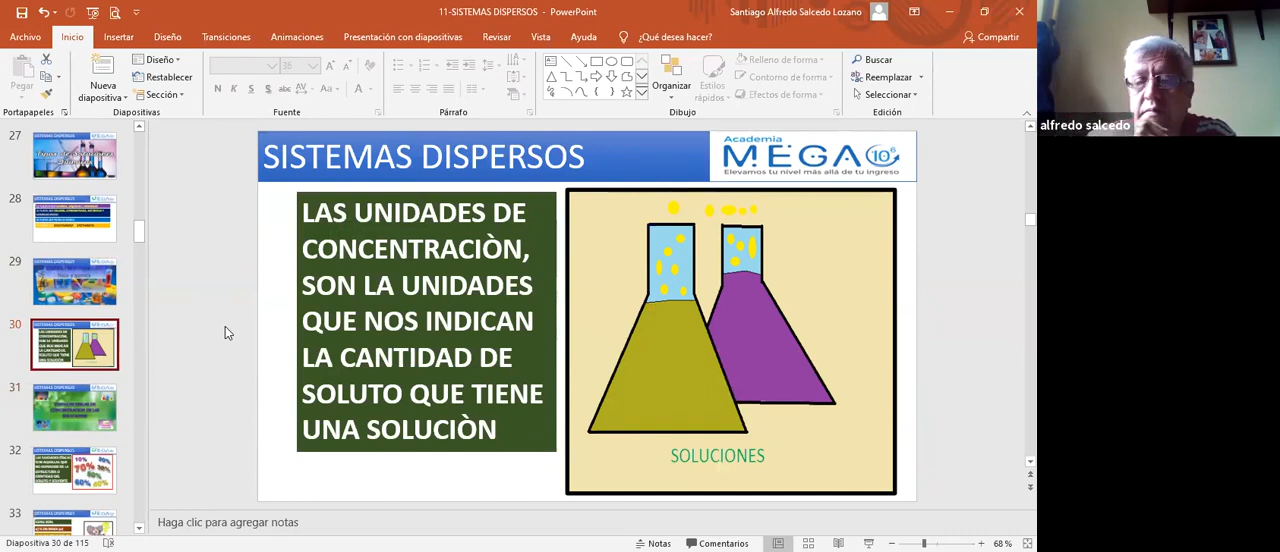 11-SISTEMAS DISPERSOS - PowerPoint
Santiago Alfredo Salcedo Lozano
Archivo Inicio Insertar Diseño Transiciones Animaciones Presentación con diapositivas Revisar Vista Ayuda ¿Qué desea hacer? Compartir
Pegar
Nueva diapositiva
Diseño
Restablecer
Sección
36
N K S S abc AV Aa A
Organizar
Estilos rápidos
Relleno de forma
Contorno de forma
Efectos de forma
Buscar
Reemplazar
Seleccionar
Portapapeles Diapositivas Fuente Párrafo Dibujo Edición
alfredo salcedo
27
28
29
30
31
32
33
SISTEMAS DISPERSOS
Academia
MEGA 10⁶
Elevamos tu nivel más allá de tu ingreso
LAS UNIDADES DE
CONCENTRACIÒN,
SON LA UNIDADES
QUE NOS INDICAN
LA CANTIDAD DE
SOLUTO QUE TIENE
UNA SOLUCIÒN
SOLUCIONES
Haga clic para agregar notas
Diapositiva 30 de 115
Notas Comentarios 68 %